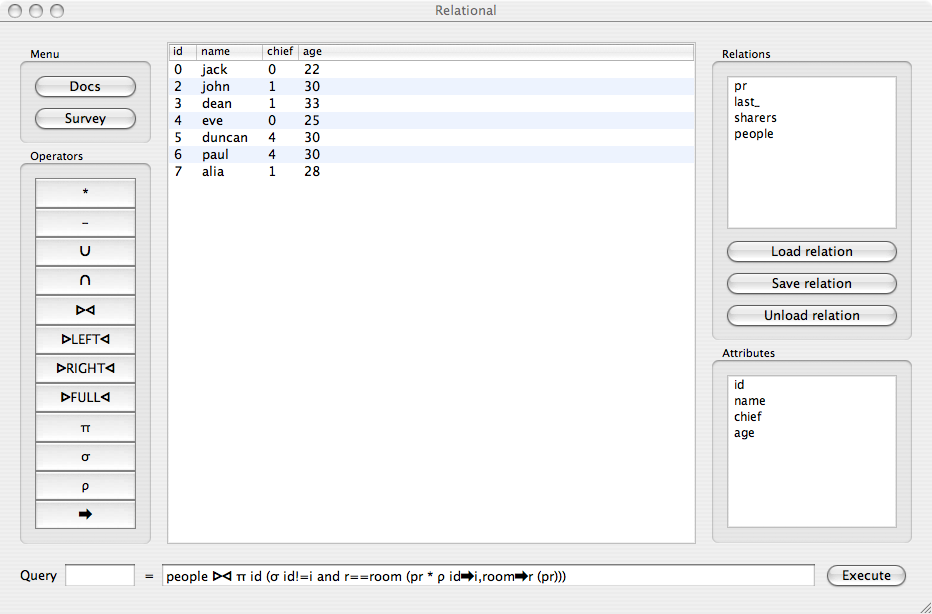 Relational
Menu
Docs
Survey
Operators
*
-
∪
∩
ᐅᐊ
ᐅLEFTᐊ
ᐅRIGHTᐊ
ᐅFULLᐊ
π
σ
ρ
➡
id name chief age
0 jack 0 22
2 john 1 30
3 dean 1 33
4 eve 0 25
5 duncan 4 30
6 paul 4 30
7 alia 1 28
Relations
pr
last_
sharers
people
Load relation
Save relation
Unload relation
Attributes
id
name
chief
age
Query = people ᐅᐊ π id (σ id!=i and r==room (pr * ρ id➡i,room➡r (pr))) Execute